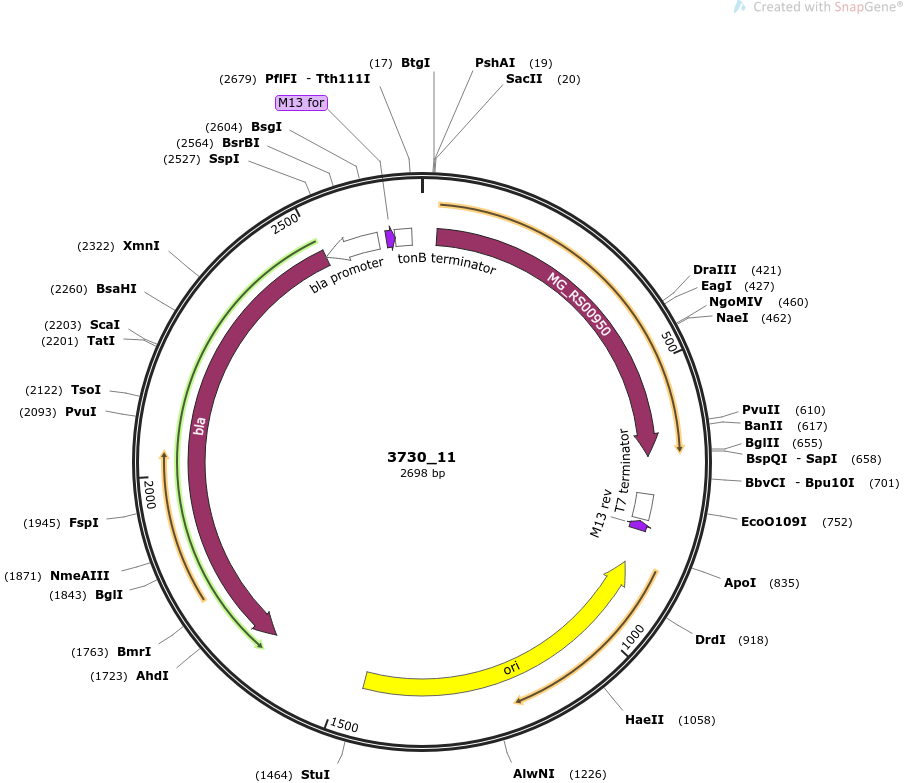 Created with SnapGene®
(17) BtgI
PshAI (19)
SacII (20)
(2679) PflFI - Tth111I
M13 for
(2604) BsgI
(2564) BsrBI
(2527) SspI
2500
(2322) XmnI
(2260) BsaHI
(2203) ScaI
(2201) TatI
(2122) TsoI
(2093) PvuI
2000
(1945) FspI
(1871) NmeAIII
(1843) BglI
(1763) BmrI
(1723) AhdI
1500
(1464) StuI
bla promoter
tonB terminator
MG_RS00950
DraIII (421)
EagI (427)
NgoMIV (460)
NaeI (462)
500
PvuII (610)
BanII (617)
BglII (655)
BspQI - SapI (658)
BbvCI - Bpu10I (701)
EcoO109I (752)
ApoI (835)
DrdI (918)
1000
HaeII (1058)
AlwNI (1226)
bla
3730_11
2698 bp
T7 terminator
M13 rev
ori